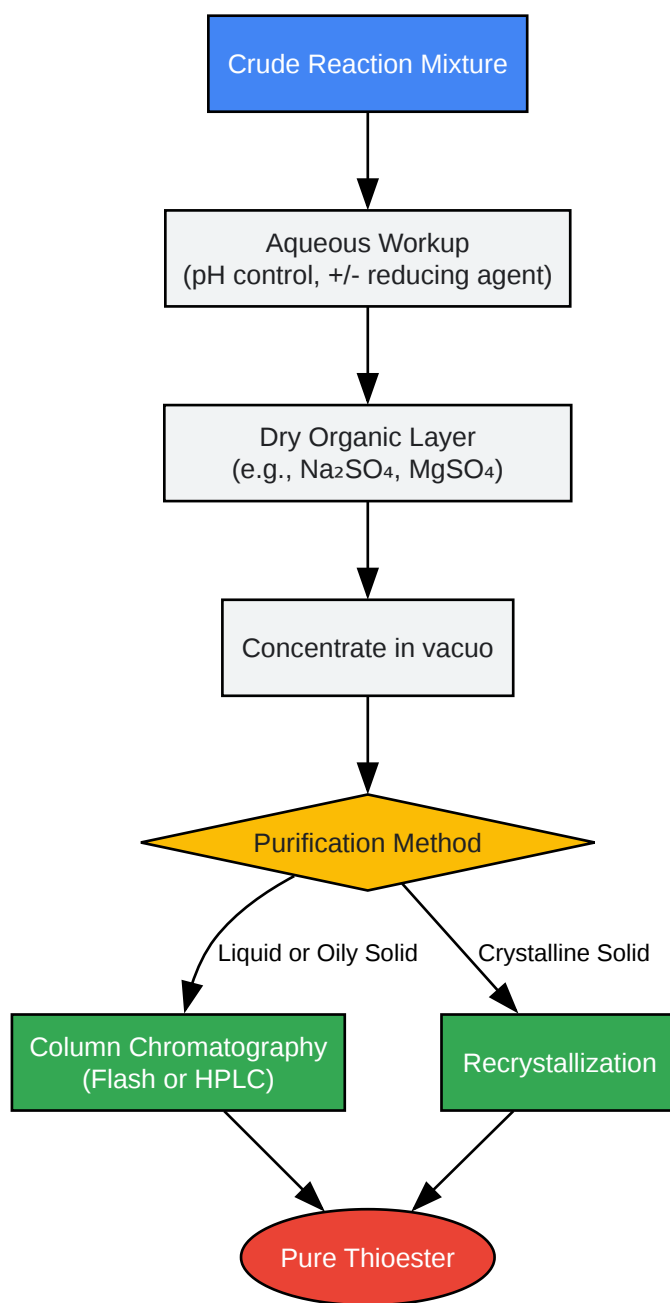 Crude Reaction Mixture
Aqueous Workup
(pH control, +/- reducing agent)
Dry Organic Layer
(e.g., Na₂SO₄, MgSO₄)
Concentrate in vacuo
Purification Method
Liquid or Oily Solid
Crystalline Solid
Column Chromatography
(Flash or HPLC)
Recrystallization
Pure Thioester